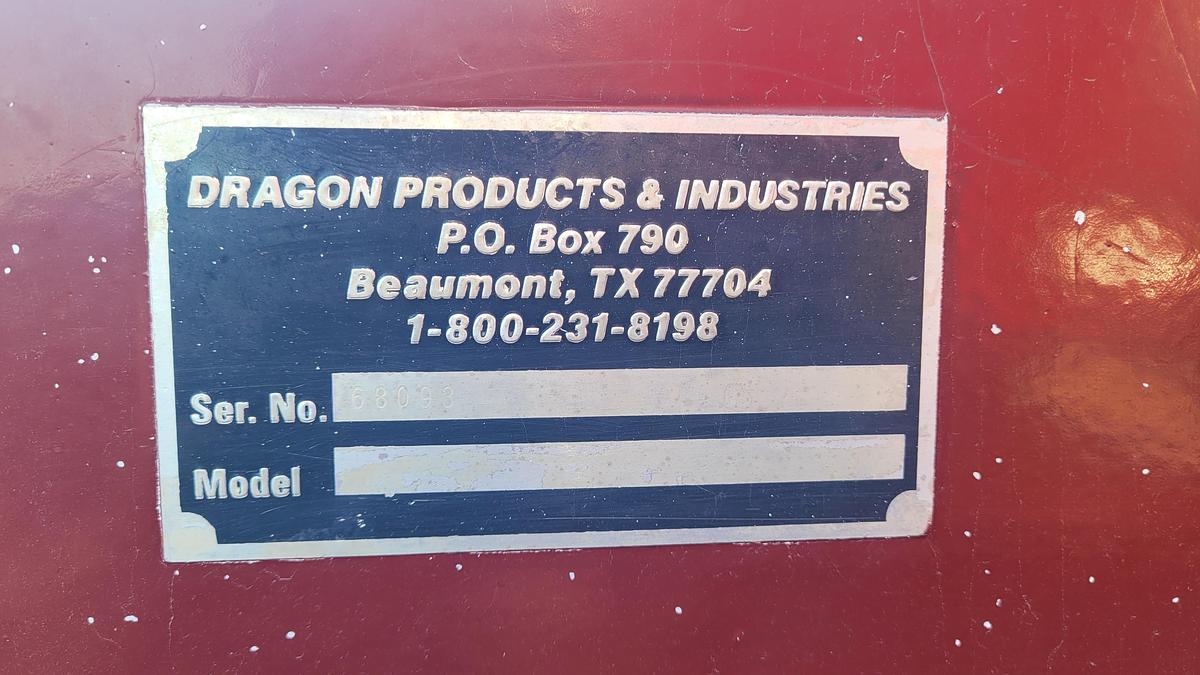 DRAGON PRODUCTS & INDUSTRIES
P.O. Box 790
Beaumont, TX 77704
1-800-231-8198
Ser. No. 68093
Model